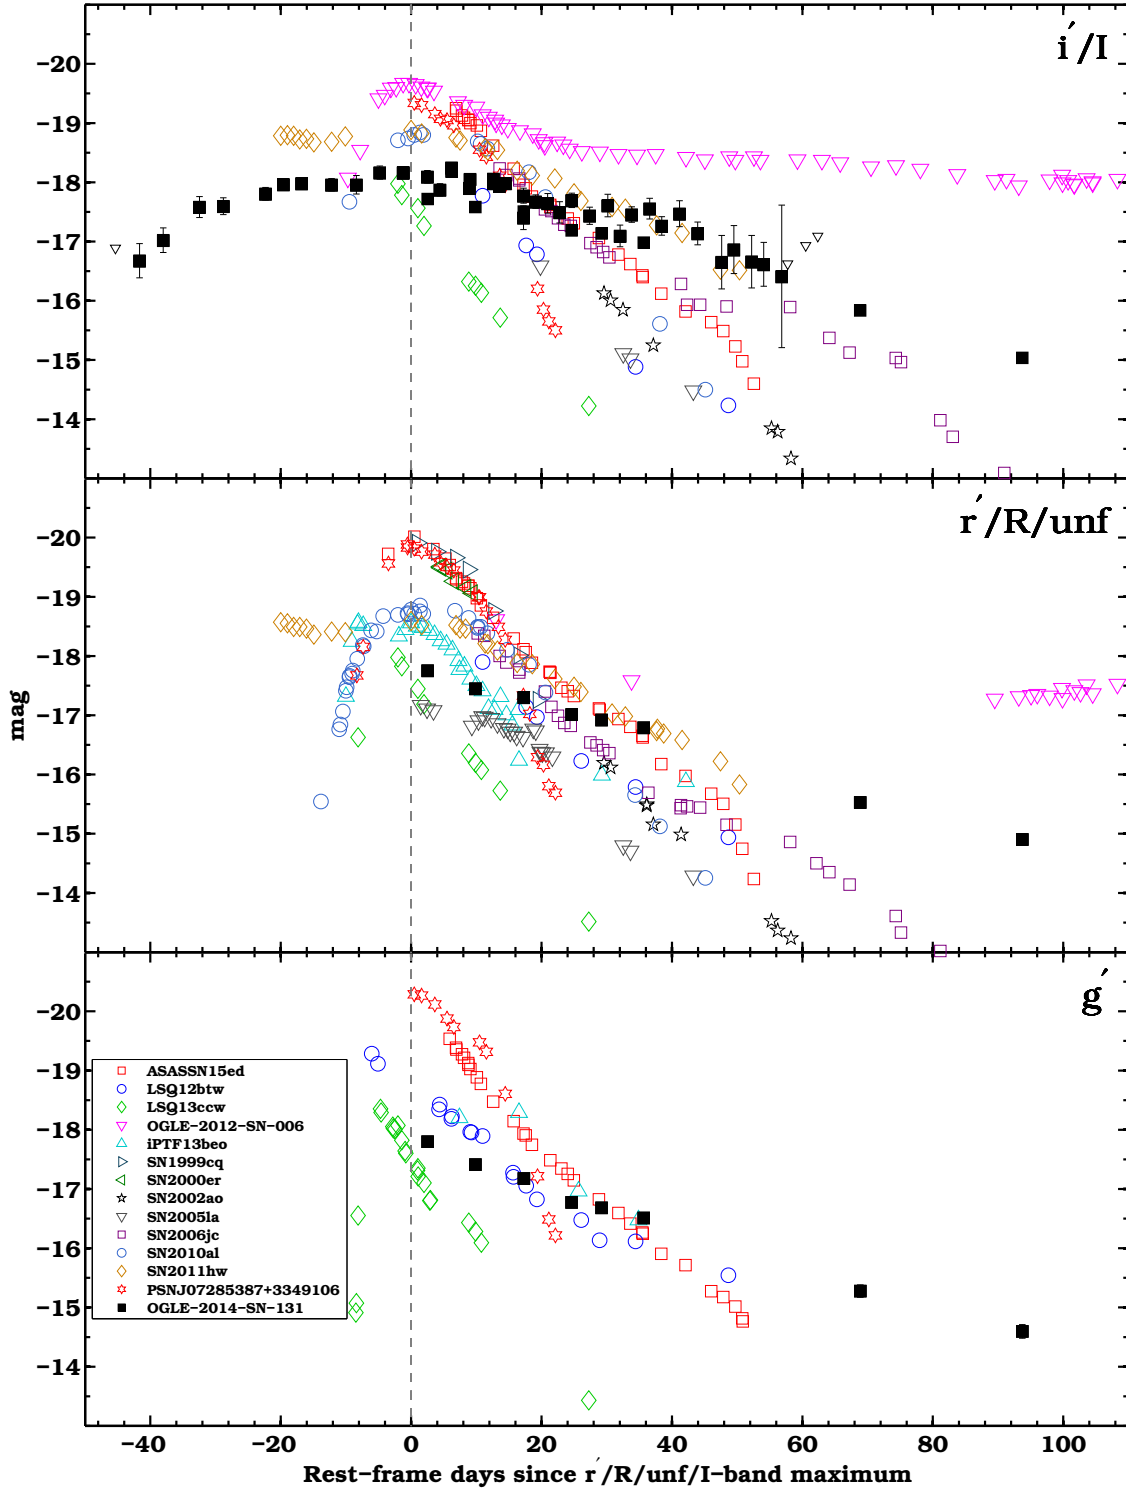 i′/I
−20
−19
−18
−17
−16
−15
−14
r′/R/unf
−20
−19
−18
−17
−16
−15
−14
mag
g′
−20
−19
−18
−17
−16
−15
−14
ASASSN15ed
LSQ12btw
LSQ13ccw
OGLE−2012−SN−006
iPTF13beo
SN1999cq
SN2000er
SN2002ao
SN2005la
SN2006jc
SN2010al
SN2011hw
PSNJ07285387+3349106
OGLE−2014−SN−131
−40 −20 0 20 40 60 80 100
Rest−frame days since r′/R/unf/I−band maximum